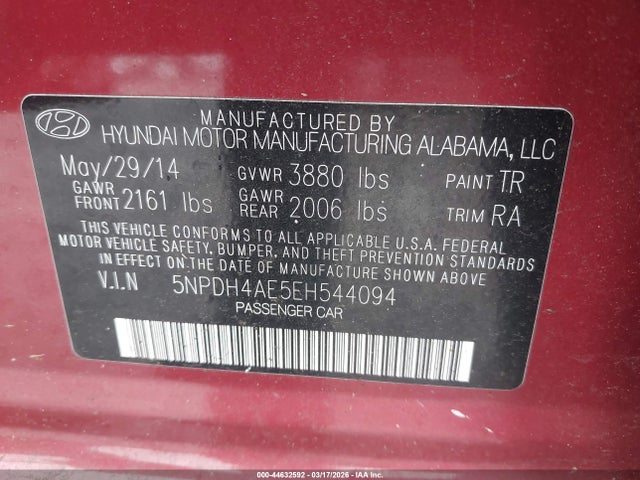 MANUFACTURED BY
HYUNDAI MOTOR MANUFACTURING ALABAMA, LLC
May/29/14 GVWR 3880 lbs PAINT TR
GAWR FRONT 2161 lbs GAWR REAR 2006 lbs TRIM RA
THIS VEHICLE CONFORMS TO ALL APPLICABLE U.S.A. FEDERAL
MOTOR VEHICLE SAFETY, BUMPER, AND THEFT PREVENTION
STANDARDS IN EFFECT ON THE DATE OF MANUFACTURE SHOWN ABOVE
V.I.N 5NPDH4AE5EH544094
PASSENGER CAR
000-44632592 - 03/17/2026 - IAAI.COM